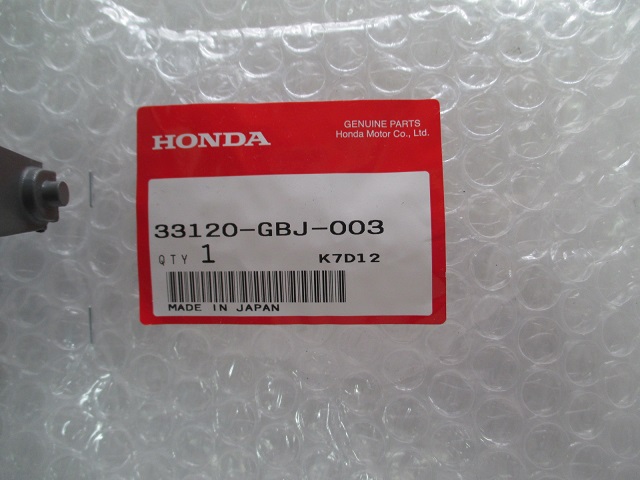 HONDA
GENUINE PARTS
Honda Motor Co., Ltd.
33120-GBJ-003
QTY 1 K7D12
MADE IN JAPAN